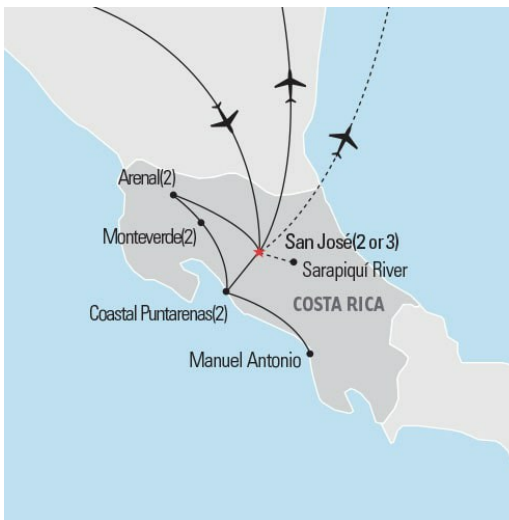 Arenal(2)
Monteverde(2)
San José(2 or 3)
Sarapiquí River
COSTA RICA
Coastal Puntarenas(2)
Manuel Antonio